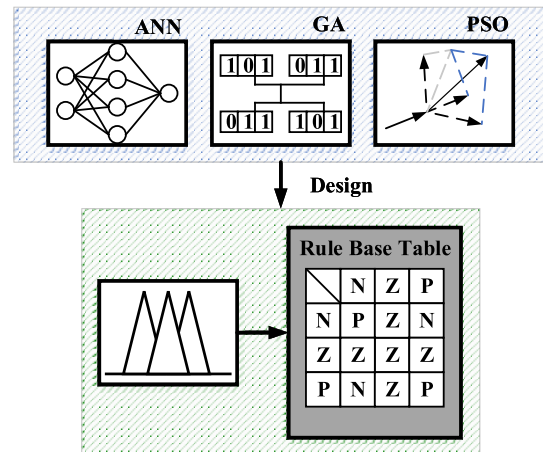 ANN GA PSO
1 0 1 0 1 1
0 1 1 1 0 1
Design
Rule Base Table
N Z P
N P Z N
Z Z Z Z
P N Z P